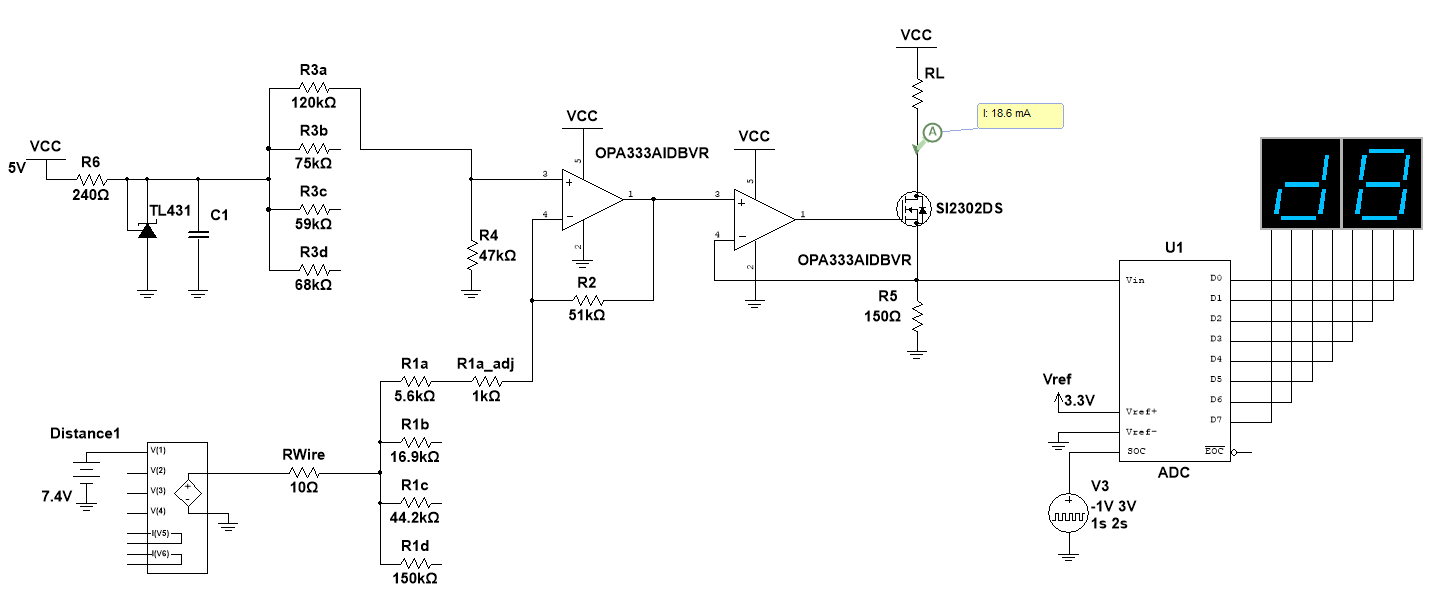 VCC
5V
R6
240Ω
TL431
C1
R3a
120kΩ
R3b
75kΩ
R3c
59kΩ
R3d
68kΩ
R4
47kΩ
VCC
OPA333AIDBVR
3
4
5
2
1
+
−
R2
51kΩ
VCC
OPA333AIDBVR
3
4
5
2
1
+
−
VCC
RL
A
I: 18.6 mA
SI2302DS
R5
150Ω
R1a
5.6kΩ
R1a_adj
1kΩ
R1b
16.9kΩ
R1c
44.2kΩ
R1d
150kΩ
RWire
10Ω
Distance1
7.4V
V(1)
V(2)
V(3)
V(4)
I(V5)
I(V6)
+
-
U1
Vin
D0
D1
D2
D3
D4
D5
D6
D7
Vref+
Vref-
SOC
EOC
ADC
Vref
3.3V
V3
-1V 3V
1s 2s
+
d8